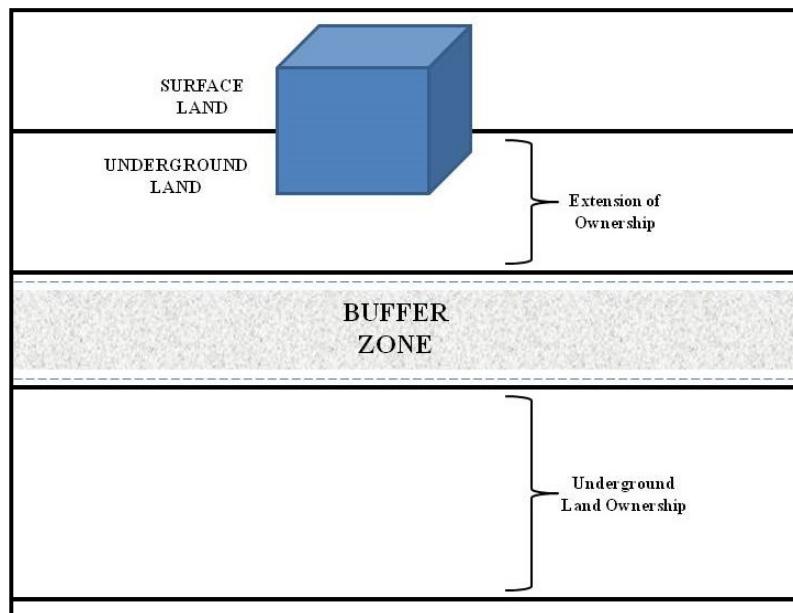 SURFACE
LAND
UNDERGROUND
LAND
Extension of
Ownership
BUFFER
ZONE
Underground
Land Ownership